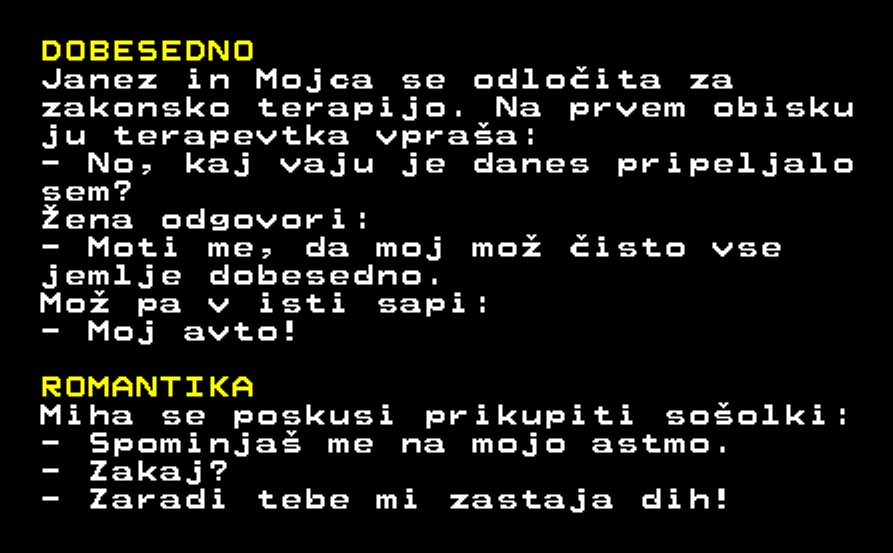 DOBESEDNO
Janez in Mojca se odločita za
zakonsko terapijo. Na prvem obisku
ju terapevtka vpraša:
- No, kaj vaju je danes pripeljalo
sem?
Žena odgovori:
- Moti me, da moj mož čisto vse
jemlje dobesedno.
Mož pa v isti sapi:
- Moj avto!
ROMANTIKA
Miha se poskusi prikupiti sošolki:
- Spominjaš me na mojo astmo.
- Zakaj?
- Zaradi tebe mi zastaja dih!